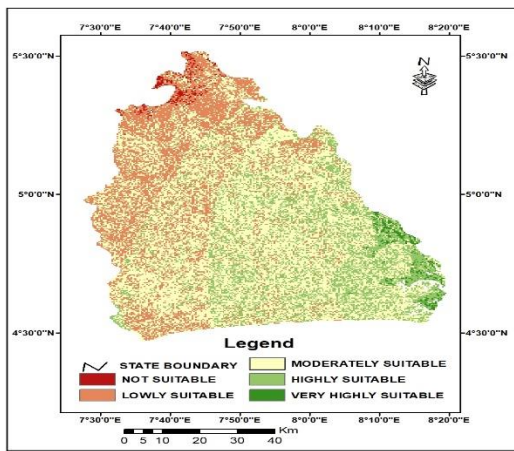 7°30'0"E 7°40'0"E 7°50'0"E 8°0'0"E 8°10'0"E 8°20'0"E
N
5°30'0"N 5°30'0"N
5°0'0"N 5°0'0"N
4°30'0"N 4°30'0"N
Legend
STATE BOUNDARY MODERATELY SUITABLE
NOT SUITABLE HIGHLY SUITABLE
LOWLY SUITABLE VERY HIGHLY SUITABLE
7°30'0"E 7°40'0"E 7°50'0"E 8°0'0"E 8°10'0"E 8°20'0"E
Km
0 5 10 20 30 40